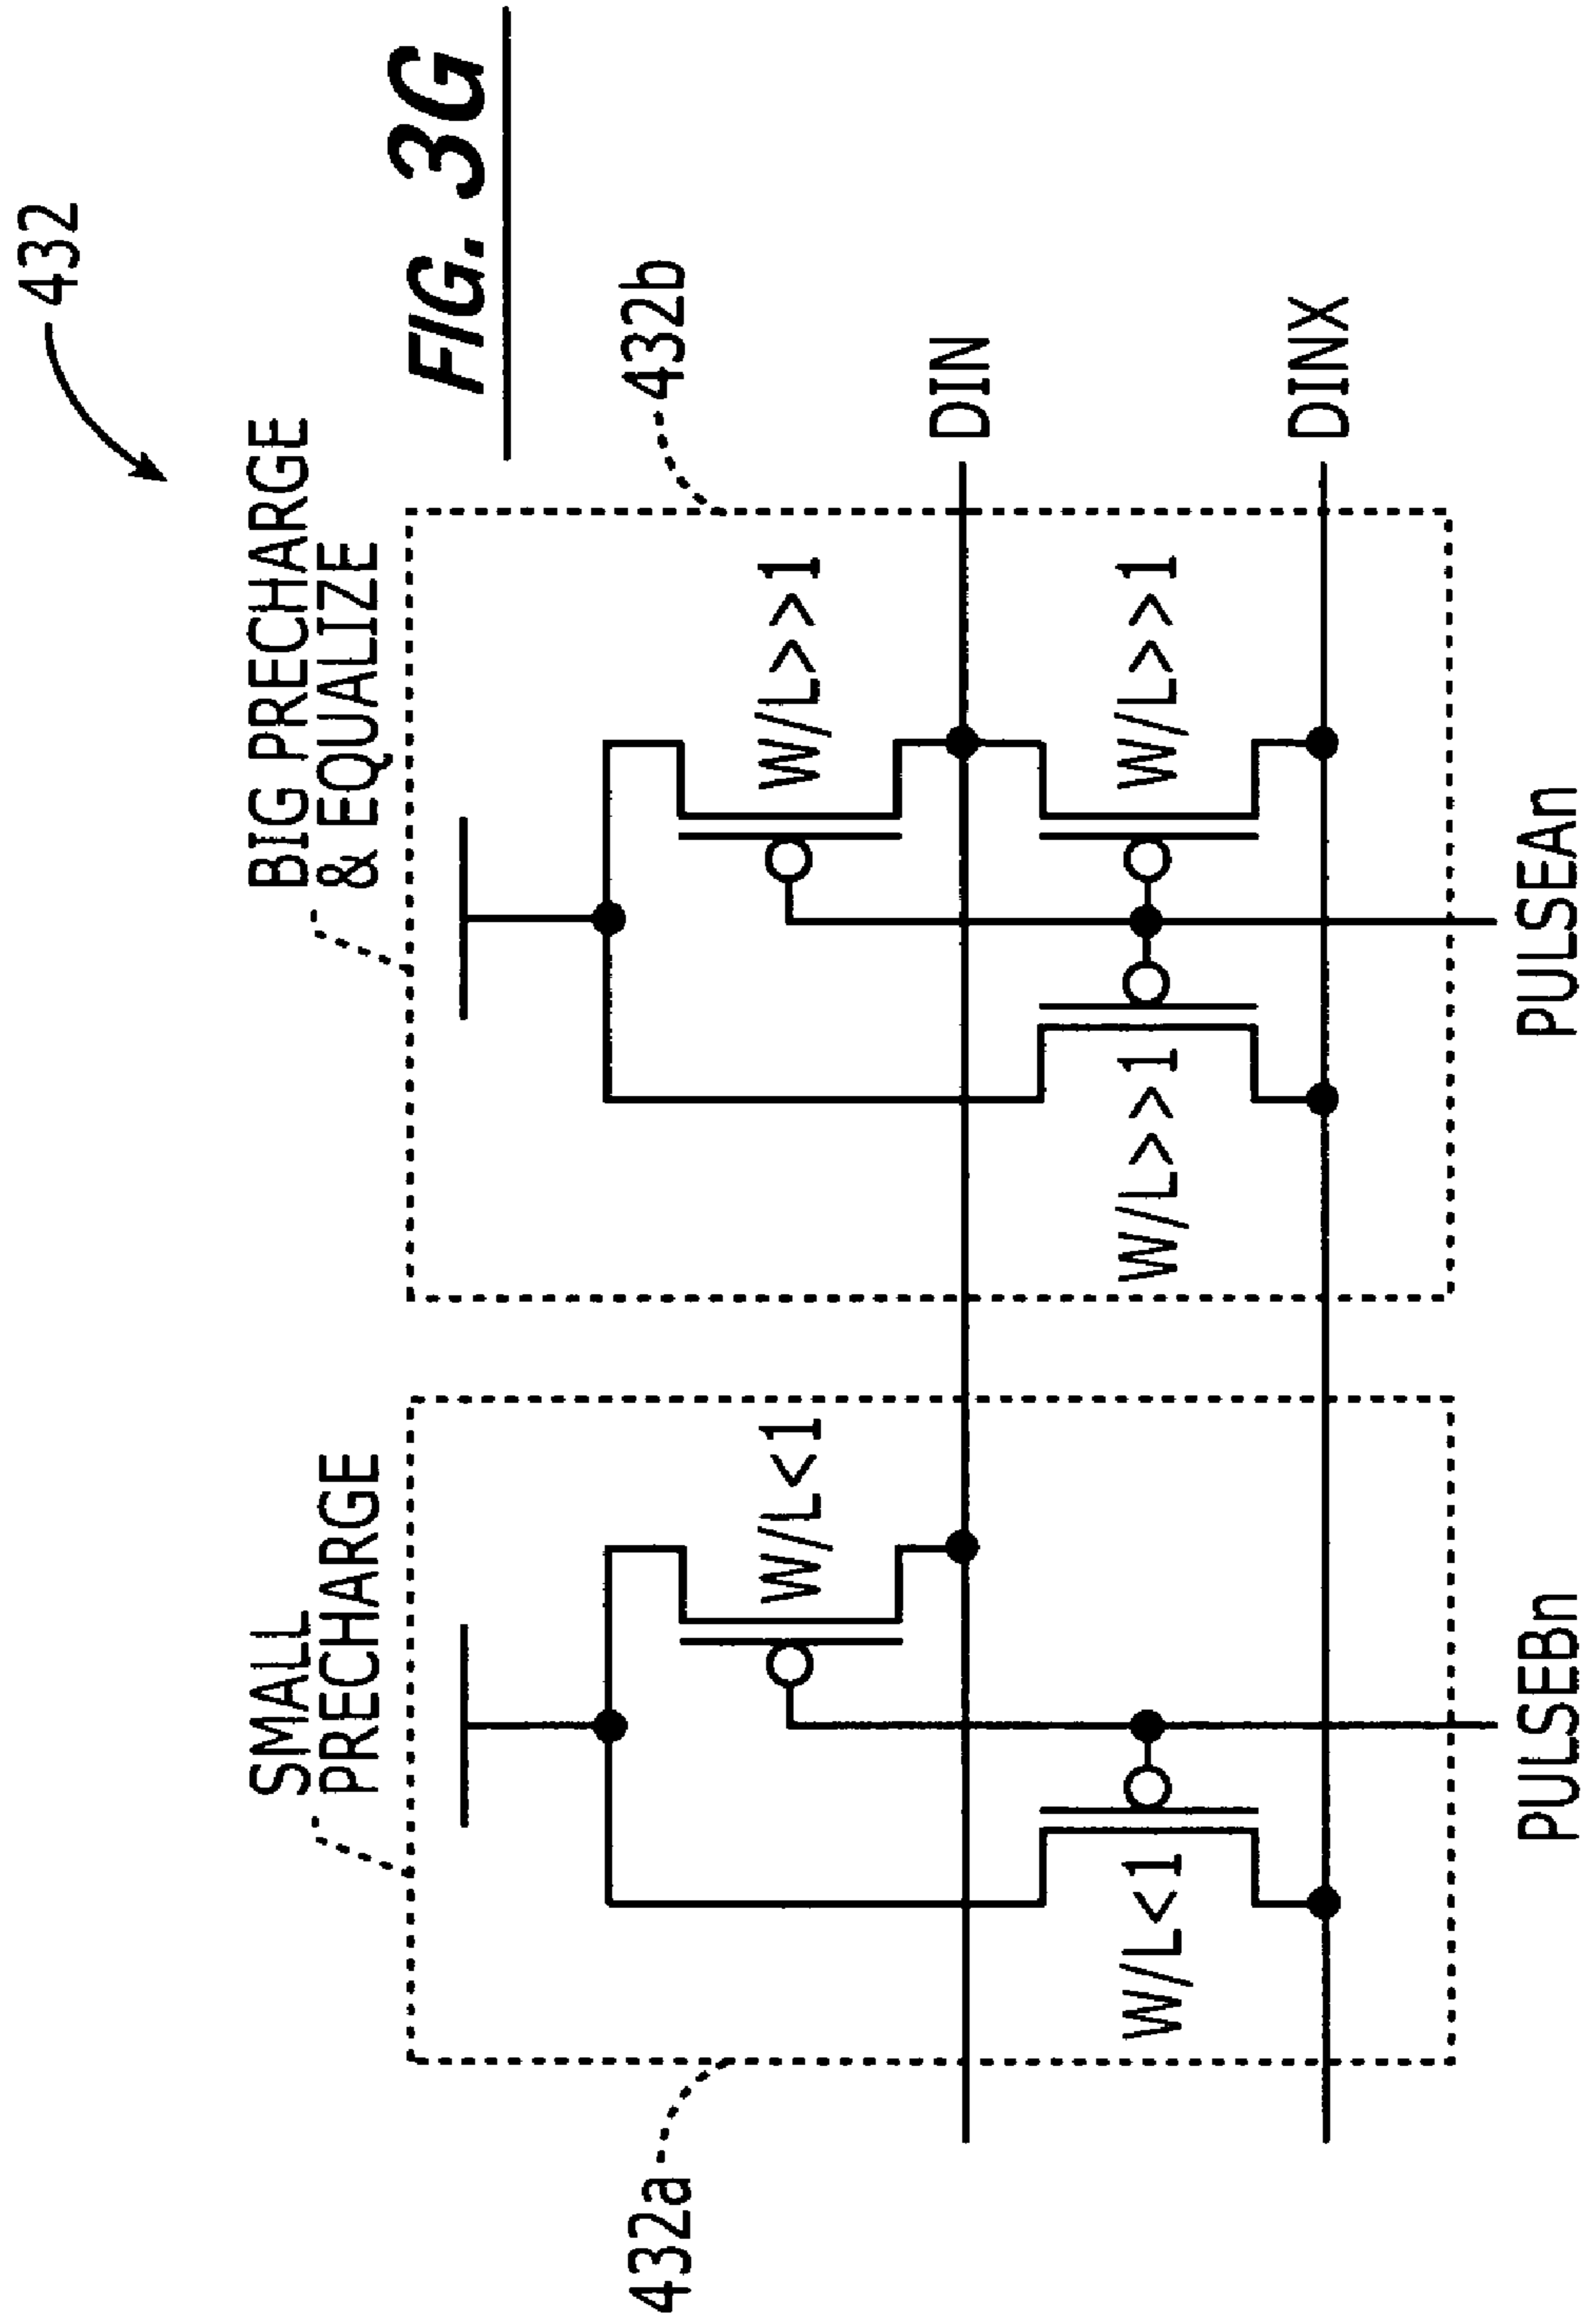 432
FIG. 3G
SMALL
PRECHARGE
BIG PRECHARGE
& EQUALIZE
432a
432b
W/L<1
W/L>>1
DIN
W/L<1
W/L>>1
W/L>>1
DINX
PULSEBn
PULSEAn